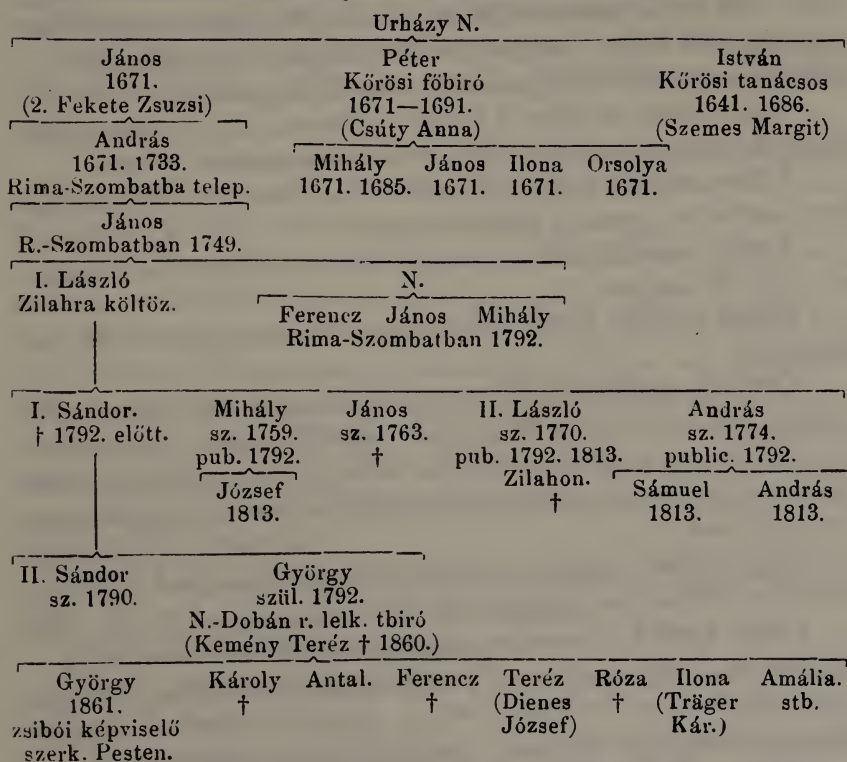 Urházy N.
János Péter István
1671. Kőrösi főbiró Kűrösi tanácsos
(2. Fekete Zsuzsi) 1671—1691. 1641. 1686.
(Csúty Anna) (Szemes Margit)
András
1671. 1733. Mihály János Ilona Orsolya
Rima-Szombatba telep. 1671. 1685. 1671. 1671. 1671.
János
R.-Szombatban 1749.
I. László N.
Zilahra költöz.
Ferencz János Mihály
Rima-Szombatban 1792.
I. Sándor. Mihály János II. László András
† 1792. előtt. sz. 1759. sz. 1763. sz. 1770. sz. 1774.
pub. 1792. † pub. 1792. 1813. public. 1792.
Zilahon.
József † Sámuel András
1813. 1813. 1813.
II. Sándor György
sz. 1790. szül. 1792.
N.-Dobán r. lelk. tbiró
(Kemény Teréz † 1860.)
György Károly Antal. Ferencz Teréz Róza Ilona Amália.
1861. † † (Dienes † (Träger stb.
zsibói képviselő József) Kár.)
szerk. Pesten.